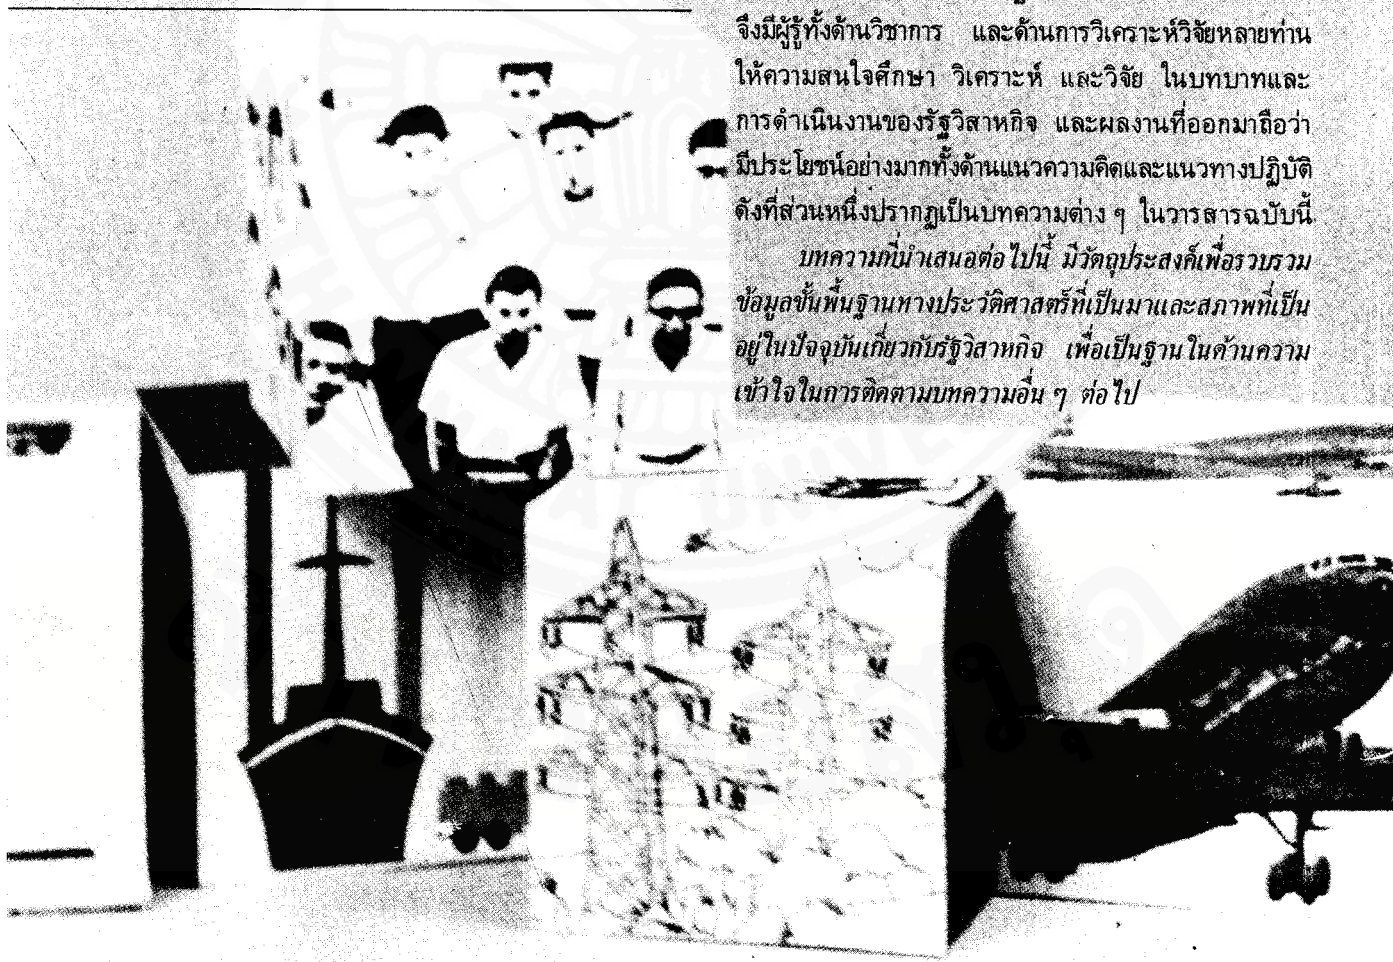 จึงมีผู้รู้ทั้งด้านวิชาการ และด้านการวิเคราะห์วิจัยหลายท่าน
ให้ความสนใจศึกษา วิเคราะห์ และวิจัย ในบทบาทและ
การดำเนินงานของรัฐวิสาหกิจ และผลงานที่ออกมาถือว่า
มีประโยชน์อย่างมากทั้งด้านแนวความคิดและแนวทางปฏิบัติ
ดังที่ส่วนหนึ่งปรากฏเป็นบทความต่าง ๆ ในวารสารฉบับนี้
บทความที่นำเสนอต่อไปนี้ มีวัตถุประสงค์เพื่อรวบรวม
ข้อมูลขั้นพื้นฐานทางประวัติศาสตร์ที่เป็นมาและสภาพที่เป็น
อยู่ในปัจจุบันเกี่ยวกับรัฐวิสาหกิจ เพื่อเป็นฐานในด้านความ
เข้าใจในการติดตามบทความอื่น ๆ ต่อไป